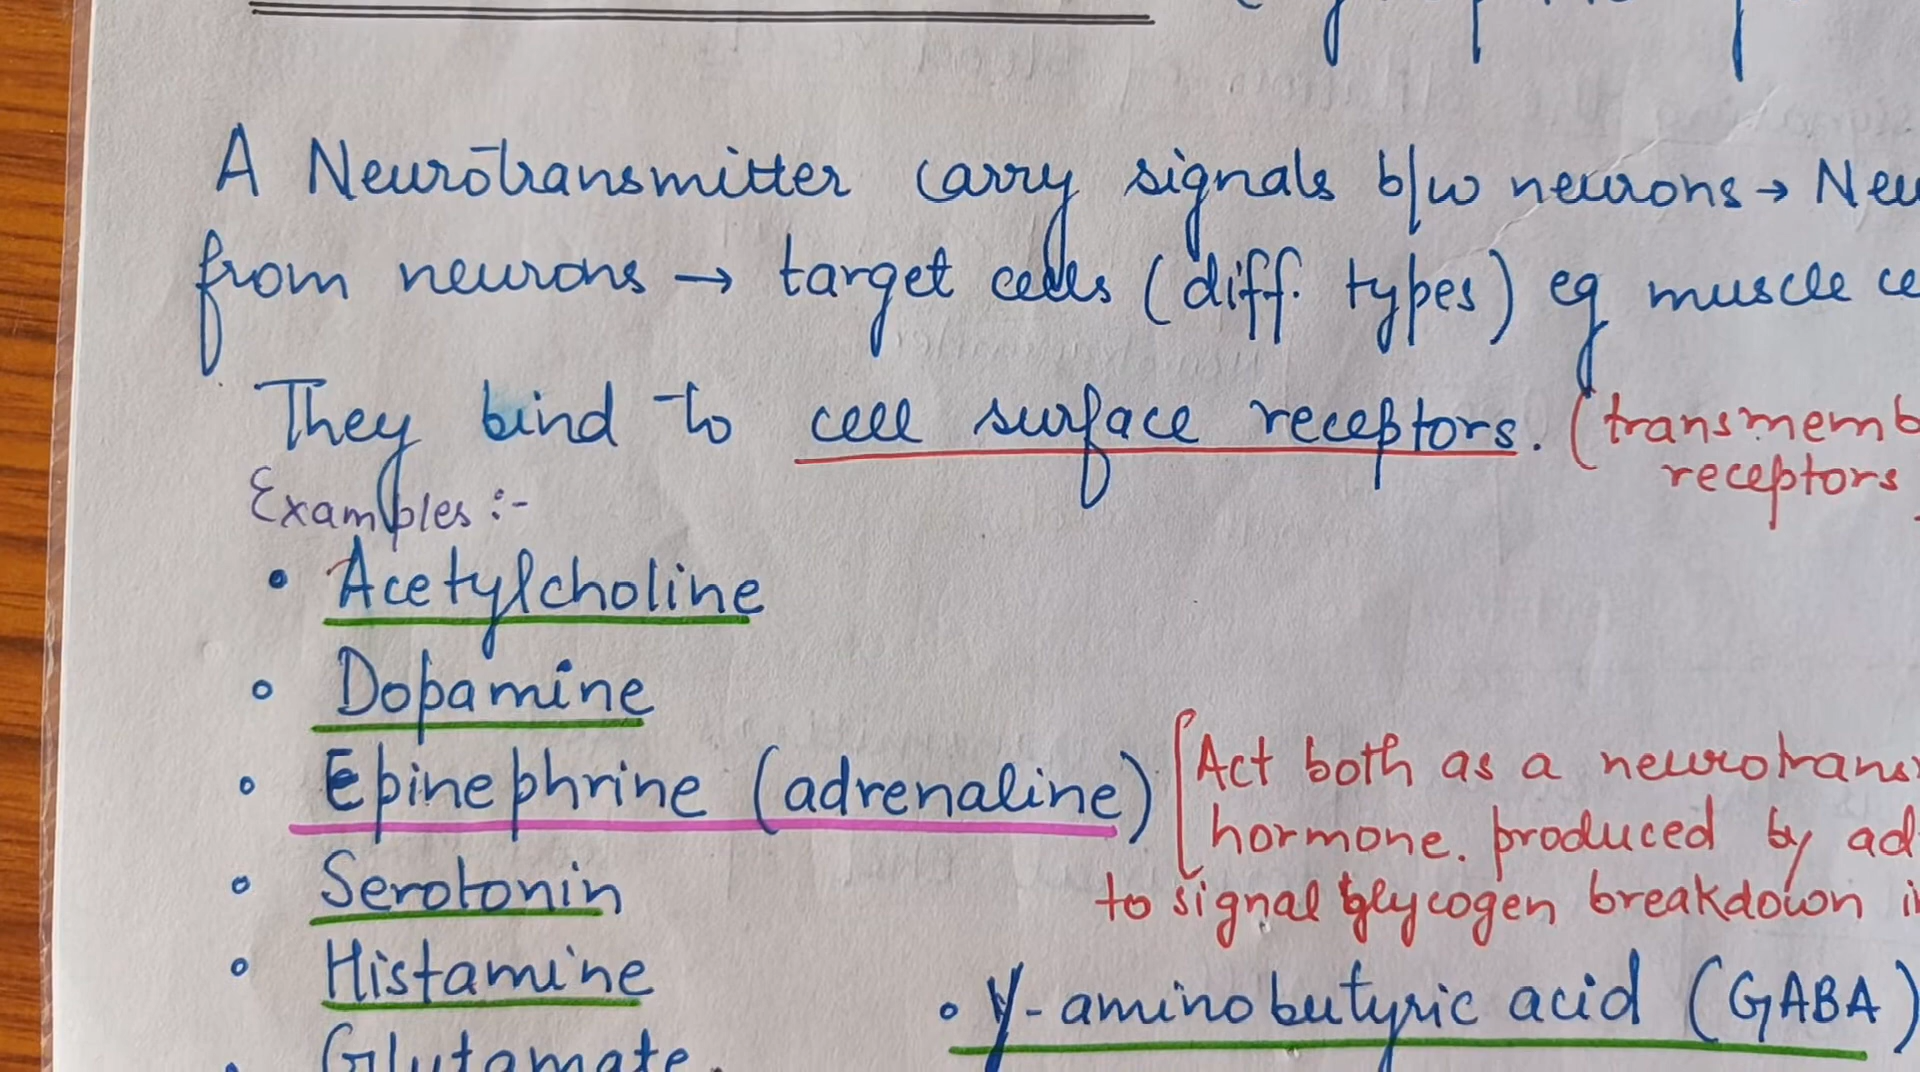 A Neurotransmitter carry signals b/w neurons → Neu
from neurons → target cells (diff. types) eg muscle ce
They bind to cell surface receptors. (transmemb
receptors
Examples :-
• Acetylcholine
• Dopamine
• Epinephrine (adrenaline) [Act both as a neurotrans
hormone. produced by ad
• Serotonin
to signal glycogen breakdown i
• Histamine
• γ-aminobutyric acid (GABA)
• Glutamate.